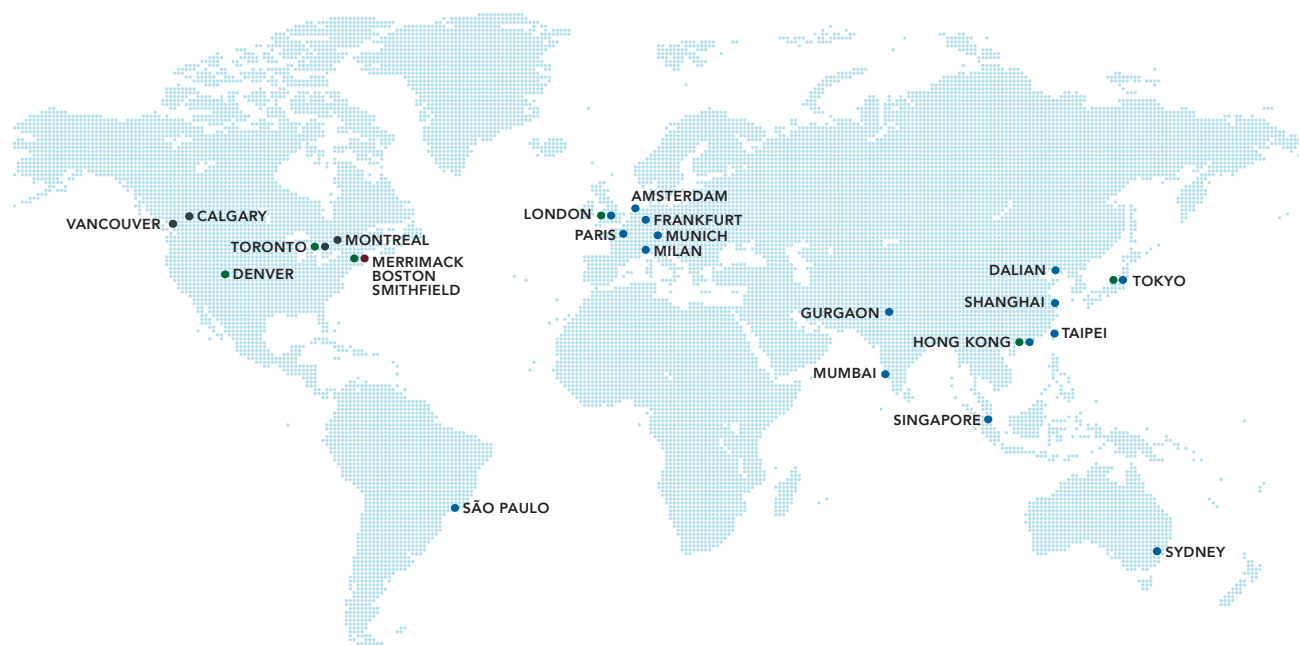 AMSTERDAM
LONDON
FRANKFURT
CALGARY
VANCOUVER
PARIS
MUNICH
MONTREAL
TORONTO
MILAN
MERRIMACK
BOSTON
SMITHFIELD
DENVER
DALIAN
TOKYO
SHANGHAI
GURGAON
TAIPEI
HONG KONG
MUMBAI
SINGAPORE
SÃO PAULO
SYDNEY